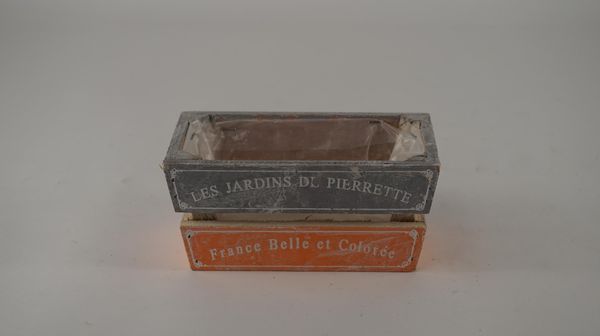 LES JARDINS DE PIERRETTE
France Belle et Colorée